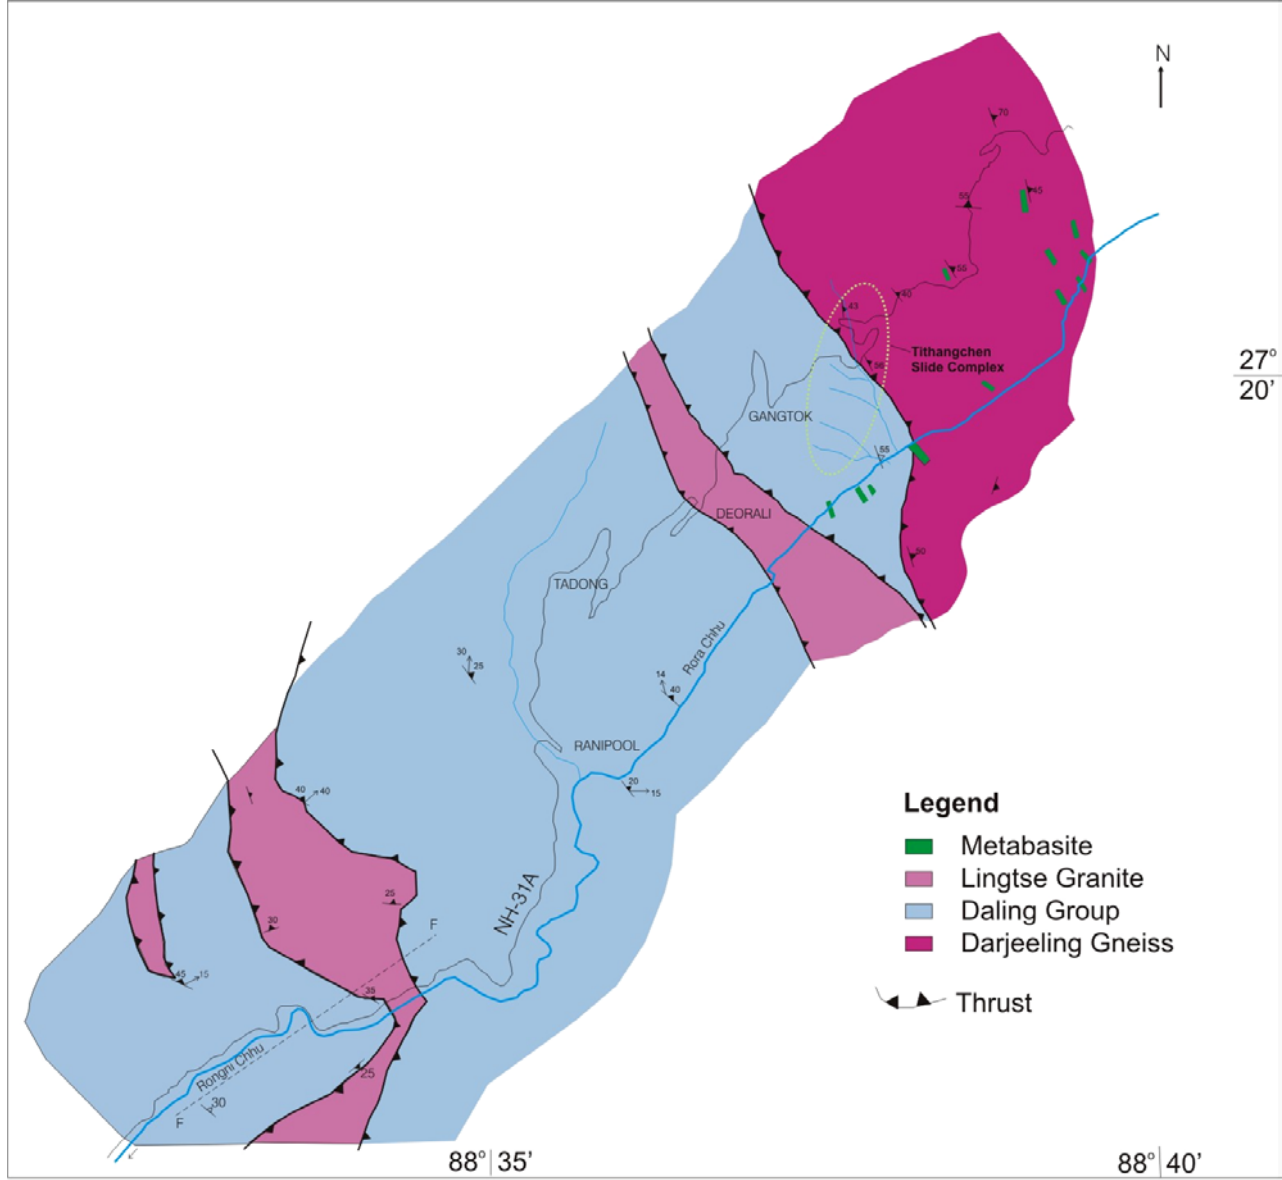 N
70
45
55
55
40
43
56
Tithangchen
Slide Complex
27°
20’
GANGTOK
55
DEORALI
50
TADONG
Rora Chhu
30
25
14
40
RANIPOOL
20
15
40
40
Legend
Metabasite
Lingtse Granite
Daling Group
Darjeeling Gneiss
Thrust
NH-31A
25
F
30
45
15
35
Rongni Chhu
25
30
F
88° 35’
88° 40’